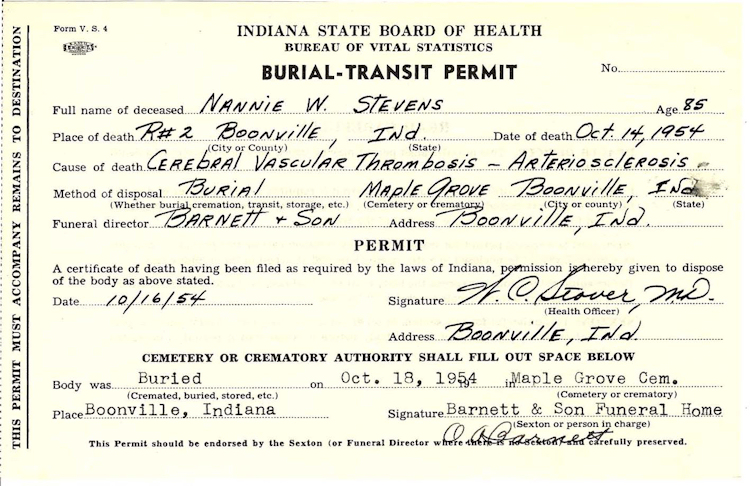 Form V. S. 4
INDIANA STATE BOARD OF HEALTH
BUREAU OF VITAL STATISTICS
BURIAL-TRANSIT PERMIT
No.
Full name of deceased NANNIE W. STEVENS Age 85
Place of death R#2 BOONVILLE, IND. Date of death Oct. 14, 1954
(City or County) (State)
Cause of death CEREBRAL VASCULAR THROMBOSIS - ARTERIOSCLEROSIS
Method of disposal BURIAL MAPLE GROVE BOONVILLE, IND
(Whether burial, cremation, transit, storage, etc.) (Cemetery or crematory) (City or county) (State)
Funeral director BARNETT + SON Address BOONVILLE, IND.
PERMIT
A certificate of death having been filed as required by the laws of Indiana, permission is hereby given to dispose
of the body as above stated.
Date 10/16/54 Signature W. O. Stover, MD.
(Health Officer)
Address BOONVILLE, IND.
CEMETERY OR CREMATORY AUTHORITY SHALL FILL OUT SPACE BELOW
Body was Buried on Oct. 18, 1954 in Maple Grove Cem.
(Cremated, buried, stored, etc.) (Cemetery or crematory)
Place Boonville, Indiana Signature Barnett & Son Funeral Home
(Sexton or person in charge)
O A Barnett
This Permit should be endorsed by the Sexton (or Funeral Director where there is no Sexton) and carefully preserved.
THIS PERMIT MUST ACCOMPANY REMAINS TO DESTINATION